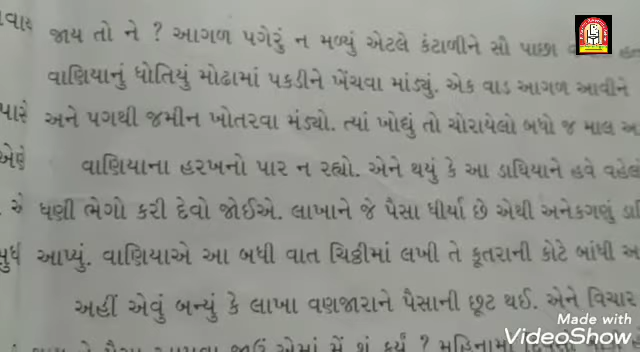 જાય તો ને ? આગળ પગેરું ન મળ્યું એટલે કંટાળીને સૌ પાછા
વાણિયાનું ધોતિયું મોઢામાં પકડીને ખેંચવા માંડ્યું. એક વાડ આગળ આવીને
અને પગથી જમીન ખોતરવા મંડ્યો. ત્યાં ખોદ્યું તો ચોરાયેલો બધો જ માલ
એણે વાણિયાના હરખનો પાર ન રહ્યો. એને થયું કે આ ડાઘિયાને હવે
એ ધણી ભેગો કરી દેવો જોઈએ. લાખાને જે પૈસા ધીર્યા છે એથી અનેકગણું
આપ્યું. વાણિયાએ આ બધી વાત ચિઠ્ઠીમાં લખી તે કૂતરાની કોટે બાંધી
અહીં એવું બન્યું કે લાખા વણજારાને પૈસાની છૂટ થઈ. એને વિચાર
Made with
VideoShow